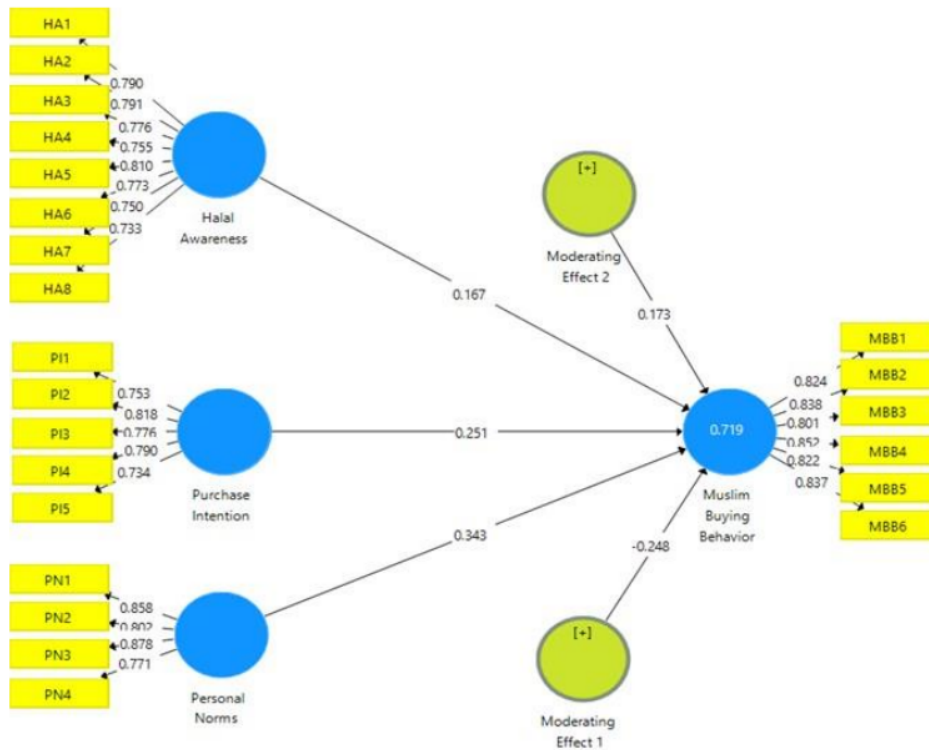 HA1
HA2
HA3
HA4
HA5
HA6
HA7
HA8
0.790
0.791
0.776
0.755
0.810
0.773
0.750
0.733
Halal
Awareness
[+]
Moderating
Effect 2
0.167
0.173
PI1
PI2
PI3
PI4
PI5
0.753
0.818
0.776
0.790
0.734
Purchase
Intention
0.251
0.719
Muslim
Buying
Behavior
0.824
0.838
0.801
0.852
0.822
0.837
MBB1
MBB2
MBB3
MBB4
MBB5
MBB6
0.343
-0.248
PN1
PN2
PN3
PN4
0.858
0.802
0.878
0.771
Personal
Norms
[+]
Moderating
Effect 1